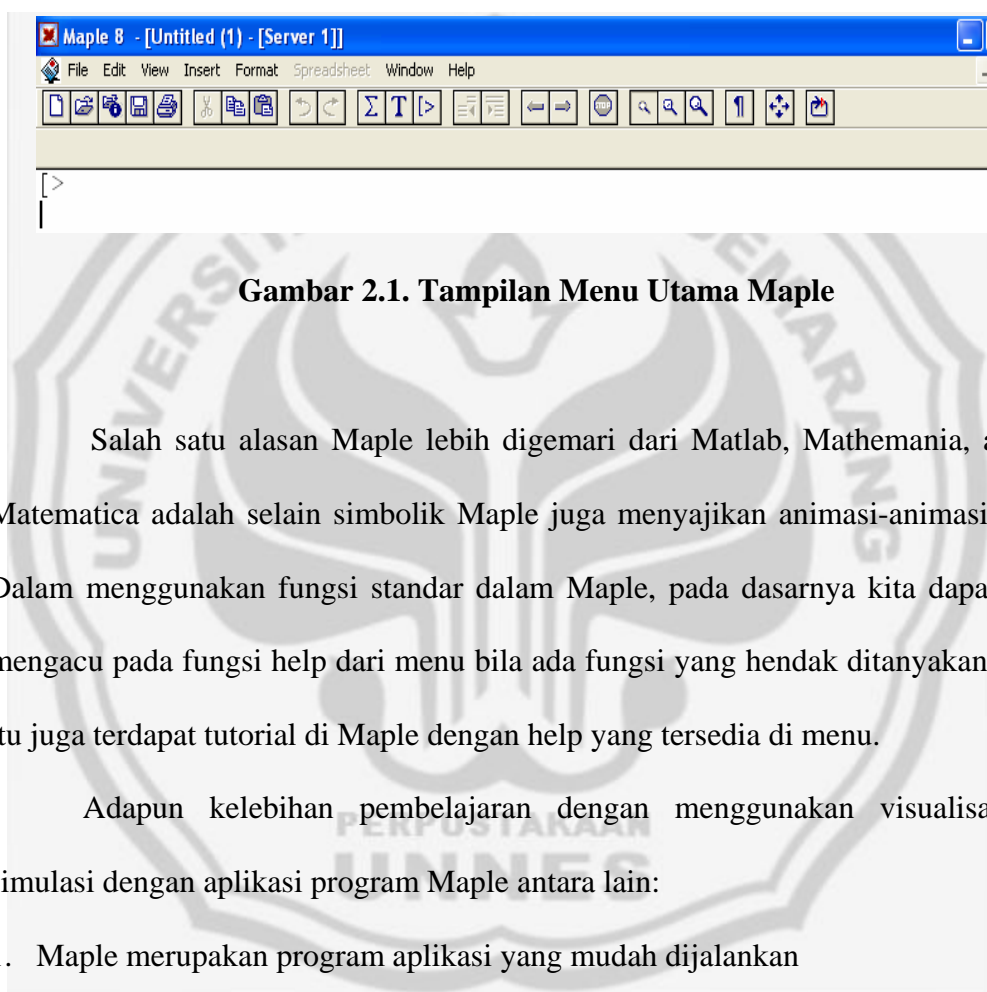 Maple 8 - [Untitled (1) - [Server 1]]
File Edit View Insert Format Spreadsheet Window Help
Σ T [> STOP ¶
[>
Gambar 2.1. Tampilan Menu Utama Maple
Salah satu alasan Maple lebih digemari dari Matlab, Mathemania, a
Matematica adalah selain simbolik Maple juga menyajikan animasi-animasi
Dalam menggunakan fungsi standar dalam Maple, pada dasarnya kita dapa
mengacu pada fungsi help dari menu bila ada fungsi yang hendak ditanyakan
tu juga terdapat tutorial di Maple dengan help yang tersedia di menu.
Adapun kelebihan pembelajaran dengan menggunakan visualisa
imulasi dengan aplikasi program Maple antara lain:
. Maple merupakan program aplikasi yang mudah dijalankan
PERPUSTAKAAN
UNNES